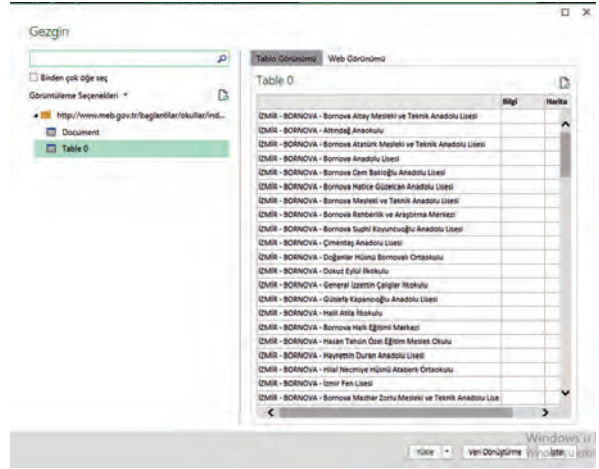 Gezgin
Birden çok öğe seç
Görüntüleme Seçenekleri
http://www.meb.gov.tr/baglantilar/okullar/ind...
Document
Table 0
Tablo Görünümü Web Görünümü
Table 0
Bilgi Harita
İZMİR - BORNOVA - Bornova Altay Mesleki ve Teknik Anadolu Lisesi
İZMİR - BORNOVA - Altındağ Anaokulu
İZMİR - BORNOVA - Bornova Atatürk Mesleki ve Teknik Anadolu Lisesi
İZMİR - BORNOVA - Bornova Anadolu Lisesi
İZMİR - BORNOVA - Bornova Cem Bakioğlu Anadolu Lisesi
İZMİR - BORNOVA - Bornova Hatice Güzelcan Anadolu Lisesi
İZMİR - BORNOVA - Bornova Mesleki ve Teknik Anadolu Lisesi
İZMİR - BORNOVA - Bornova Rehberlik ve Araştırma Merkezi
İZMİR - BORNOVA - Bornova Suphi Koyuncuoğlu Anadolu Lisesi
İZMİR - BORNOVA - Çimentaş Anadolu Lisesi
İZMİR - BORNOVA - Doğanlar Hüsnü Bornovalı Ortaokulu
İZMİR - BORNOVA - Dokuz Eylül İlkokulu
İZMİR - BORNOVA - General İzzettin Çalışlar İlkokulu
İZMİR - BORNOVA - Gülsefa Kapancıoğlu Anadolu Lisesi
İZMİR - BORNOVA - Halil Atila İlkokulu
İZMİR - BORNOVA - Bornova Halk Eğitimi Merkezi
İZMİR - BORNOVA - Hasan Tahsin Özel Eğitim Meslek Okulu
İZMİR - BORNOVA - Hayrettin Duran Anadolu Lisesi
İZMİR - BORNOVA - Hilal Necmiye Hüsnü Ataberk Ortaokulu
İZMİR - BORNOVA - İzmir Fen Lisesi
İZMİR - BORNOVA - Bornova Mazhar Zorlu Mesleki ve Teknik Anadolu Lise
Windows'u
Yükle Veri Dönüştürme